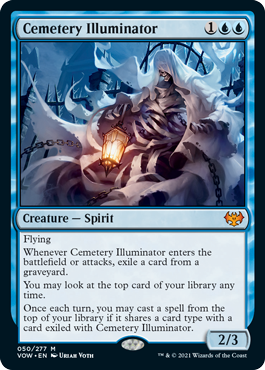 Cemetery Illuminator 1
Creature — Spirit
Flying
Whenever Cemetery Illuminator enters the
battlefield or attacks, exile a card from a
graveyard.
You may look at the top card of your library any
time.
Once each turn, you may cast a spell from the
top of your library if it shares a card type with a
card exiled with Cemetery Illuminator.
2/3
050/277 M
VOW • EN Uriah Voth
™ & © 2021 Wizards of the Coast